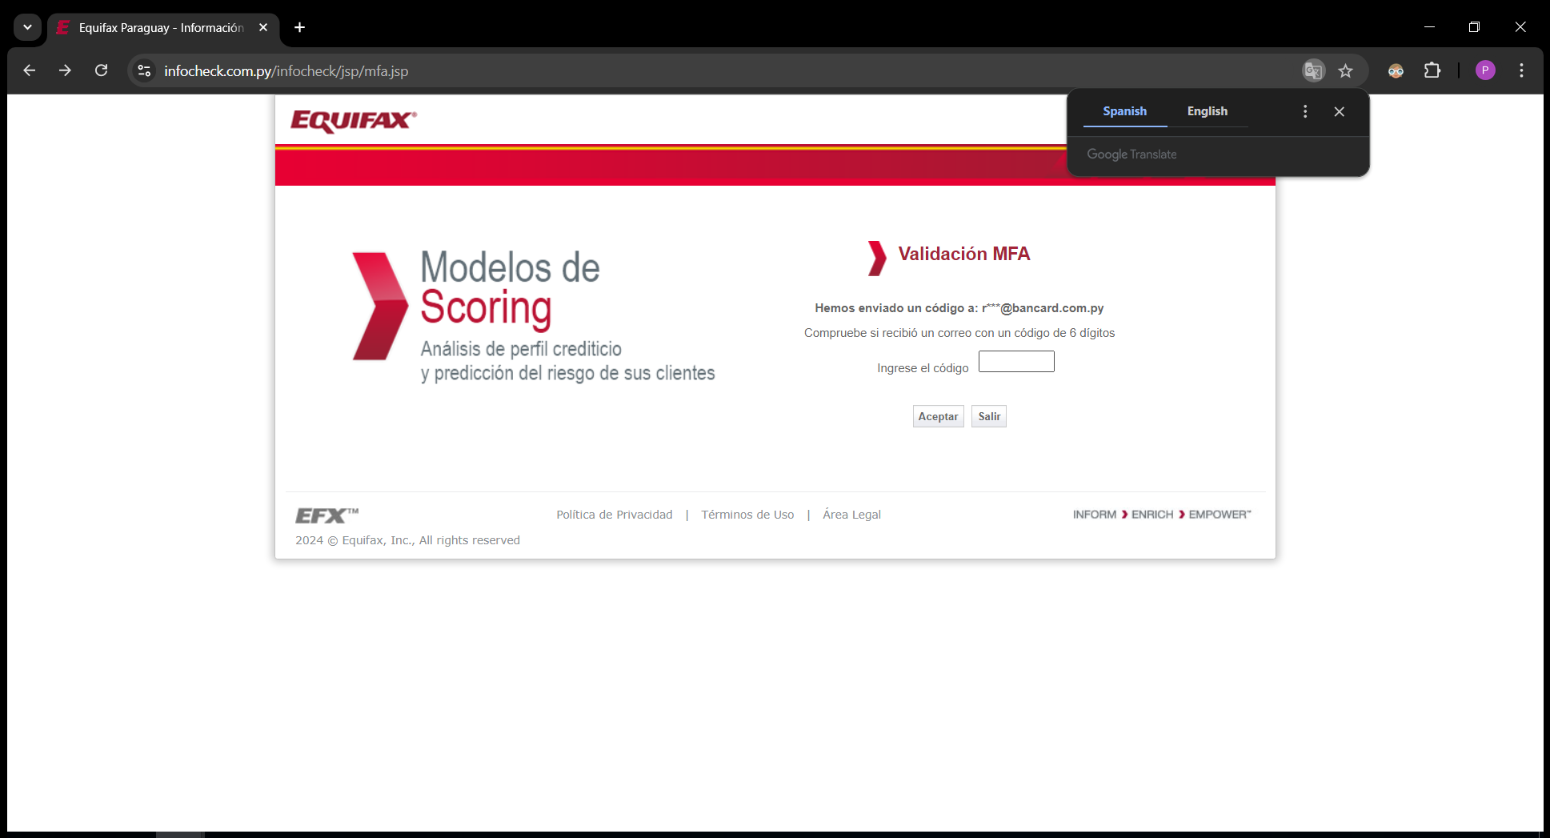 Equifax Paraguay - Información
infocheck.com.py/infocheck/jsp/mfa.jsp
P
Spanish
English
Google Translate
EQUIFAX®
Modelos de
Scoring
Análisis de perfil crediticio
y predicción del riesgo de sus clientes
Validación MFA
Hemos enviado un código a: r***@bancard.com.py
Compruebe si recibió un correo con un código de 6 dígitos
Ingrese el código
Aceptar Salir
EFX™
Política de Privacidad | Términos de Uso | Área Legal
INFORM ENRICH EMPOWER™
2024 © Equifax, Inc., All rights reserved